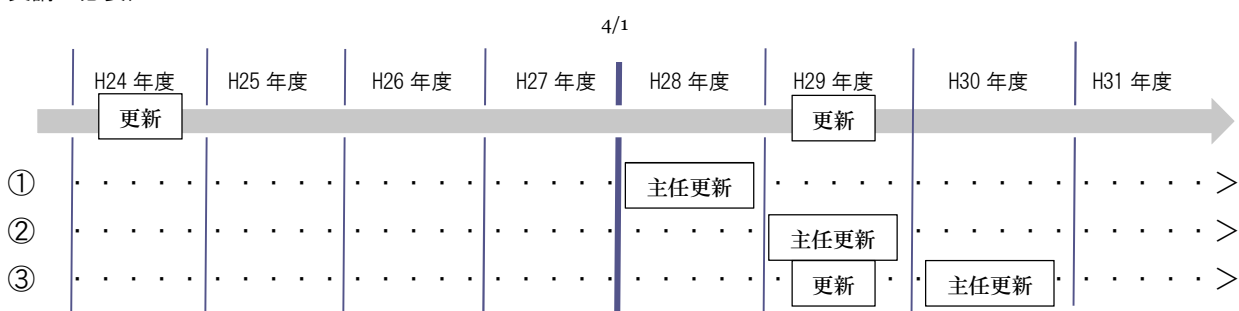 4/1
H24 年度 H25 年度 H26 年度 H27 年度 H28 年度 H29 年度 H30 年度 H31 年度
更新 更新
① 主任更新
② 主任更新
③ 更新 主任更新